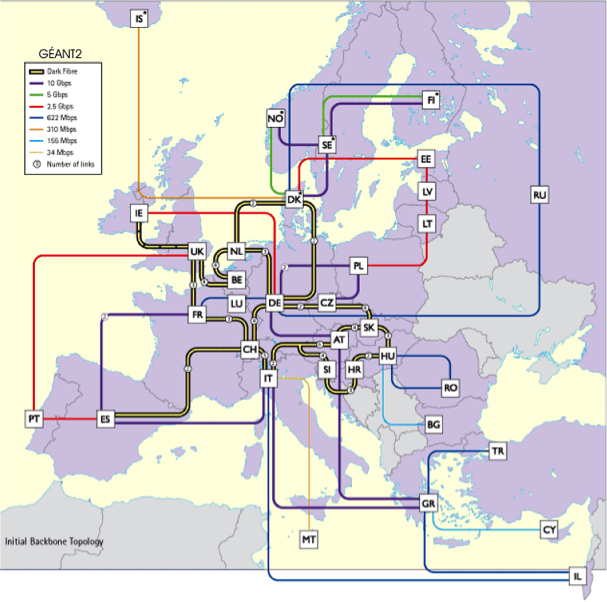 IS*
GÉANT2
Dark Fibre
10 Gbps
5 Gbps
2.5 Gbps
622 Mbps
310 Mbps
155 Mbps
34 Mbps
Number of links
FI*
NO*
SE*
EE
LV
RU
DK*
IE
LT
UK
NL
PL
BE
LU
DE
CZ
FR
SK
AT
CH
HU
IT
SI
HR
RO
PT
ES
BG
TR
GR
CY
MT
Initial Backbone Topology
IL